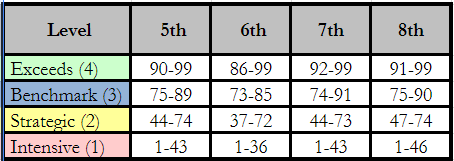 Level 5th 6th 7th 8th
Exceeds (4) 90-99 86-99 92-99 91-99
Benchmark (3) 75-89 73-85 74-91 75-90
Strategic (2) 44-74 37-72 44-73 47-74
Intensive (1) 1-43 1-36 1-43 1-46